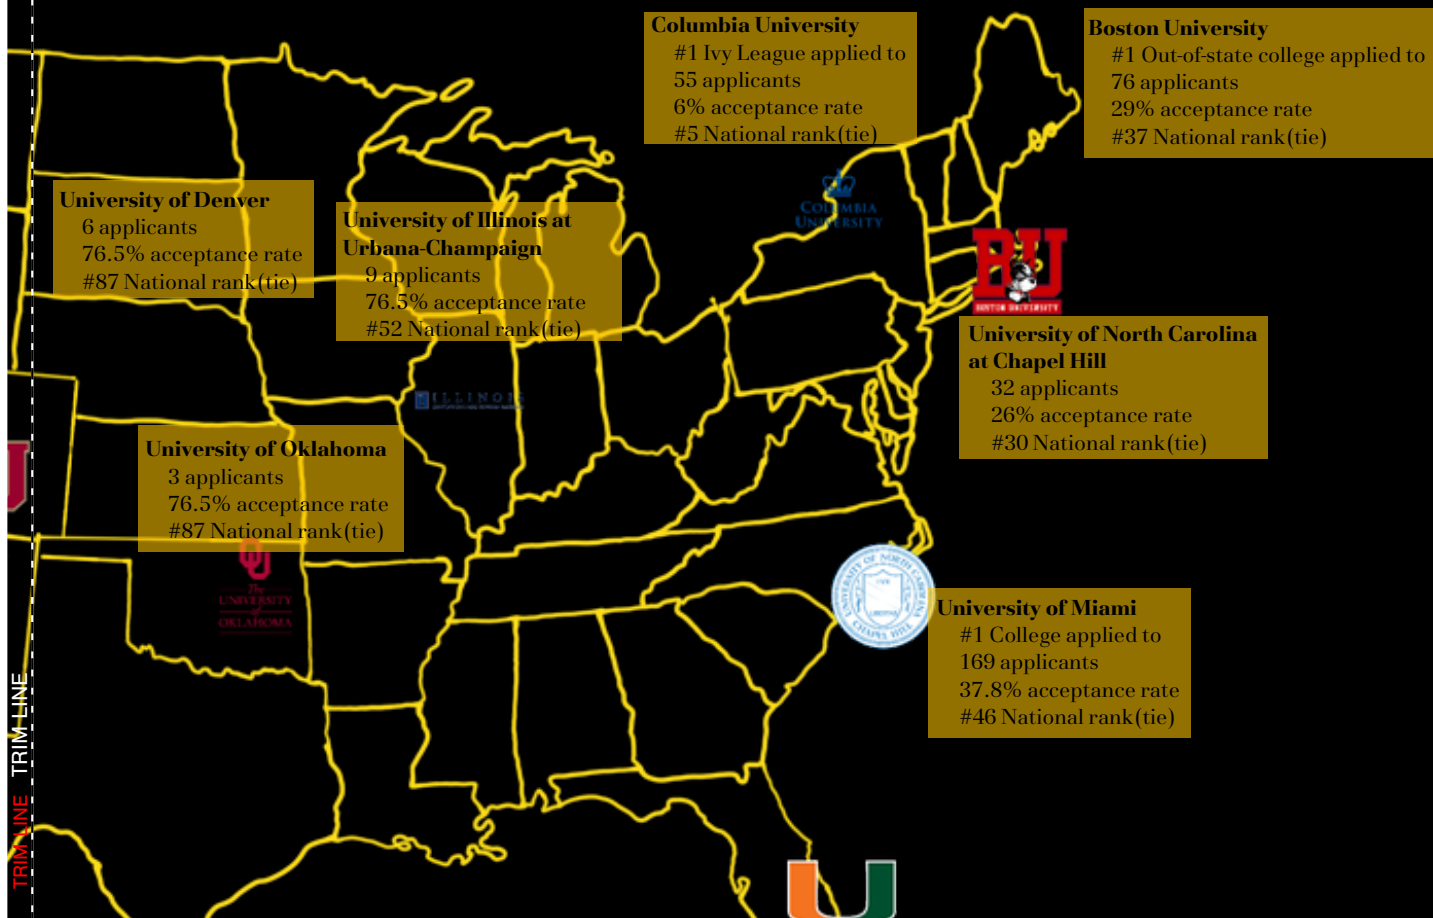 Columbia University
#1 Ivy League applied to
55 applicants
6% acceptance rate
#5 National rank(tie)
Boston University
#1 Out-of-state college applied to
76 applicants
29% acceptance rate
#37 National rank(tie)
University of Denver
6 applicants
76.5% acceptance rate
#87 National rank(tie)
University of Illinois at
Urbana-Champaign
9 applicants
76.5% acceptance rate
#52 National rank(tie)
COLUMBIA
UNIVERSITY
BU
BOSTON UNIVERSITY
University of North Carolina
at Chapel Hill
32 applicants
26% acceptance rate
#30 National rank(tie)
ILLINOIS
University of Oklahoma
3 applicants
76.5% acceptance rate
#87 National rank(tie)
OU
The
UNIVERSITY
of
OKLAHOMA
UNIVERSITY OF NORTH CAROLINA
CHAPEL HILL
University of Miami
#1 College applied to
169 applicants
37.8% acceptance rate
#46 National rank(tie)
U
TRIM LINE
TRIM LINE